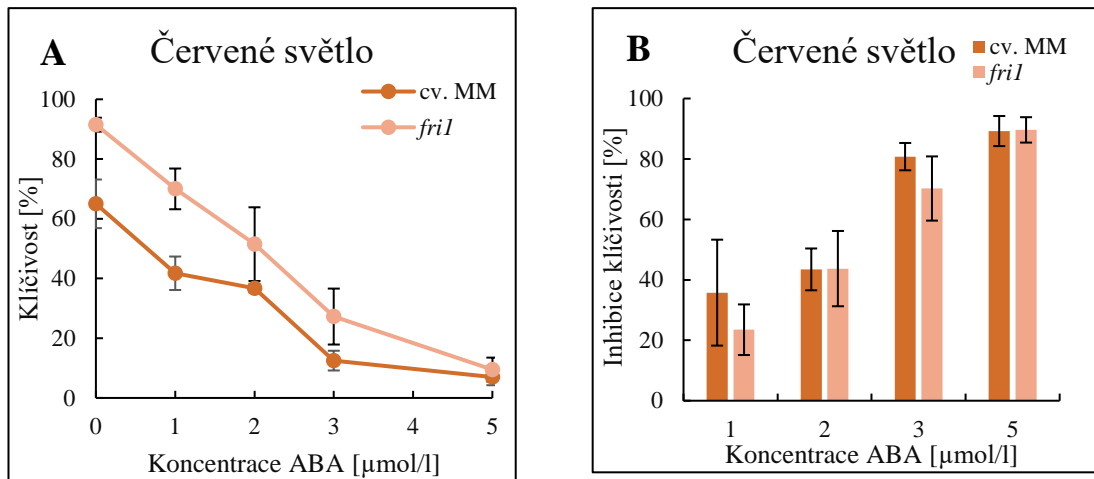 A
Červené světlo
cv. MM
fri1
Klíčivost [%]
100
80
60
40
20
0
0 1 2 3 4 5
Koncentrace ABA [µmol/l]
B
Červené světlo
cv. MM
fri1
Inhibice klíčivosti [%]
100
80
60
40
20
0
1 2 3 5
Koncentrace ABA [µmol/l]